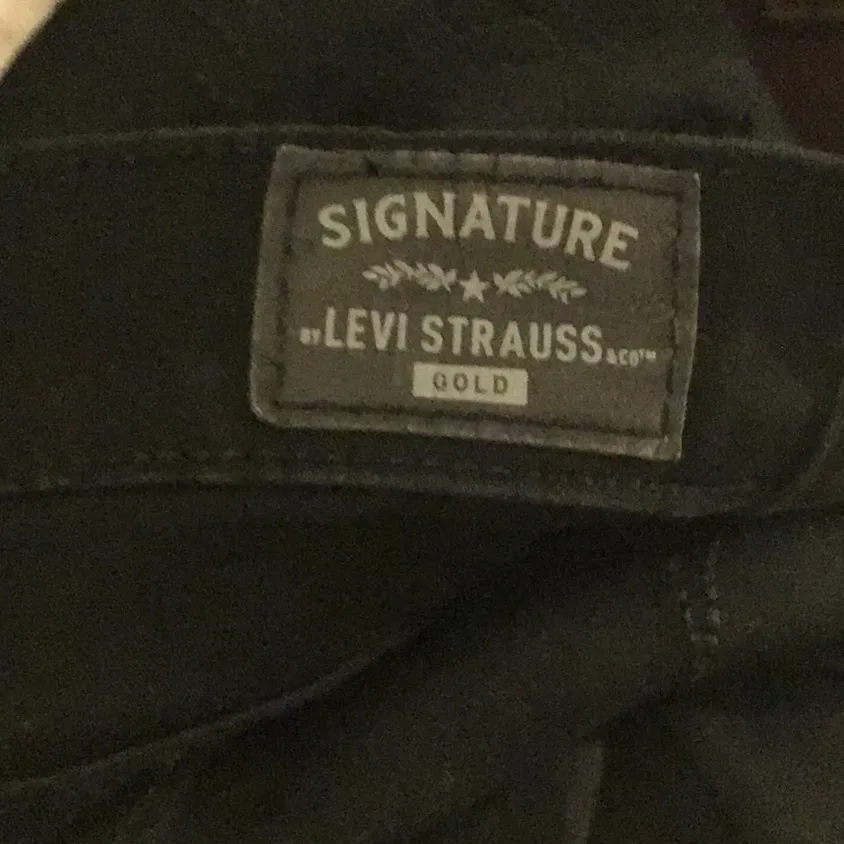 SIGNATURE
BY LEVI STRAUSS & CO™
GOLD